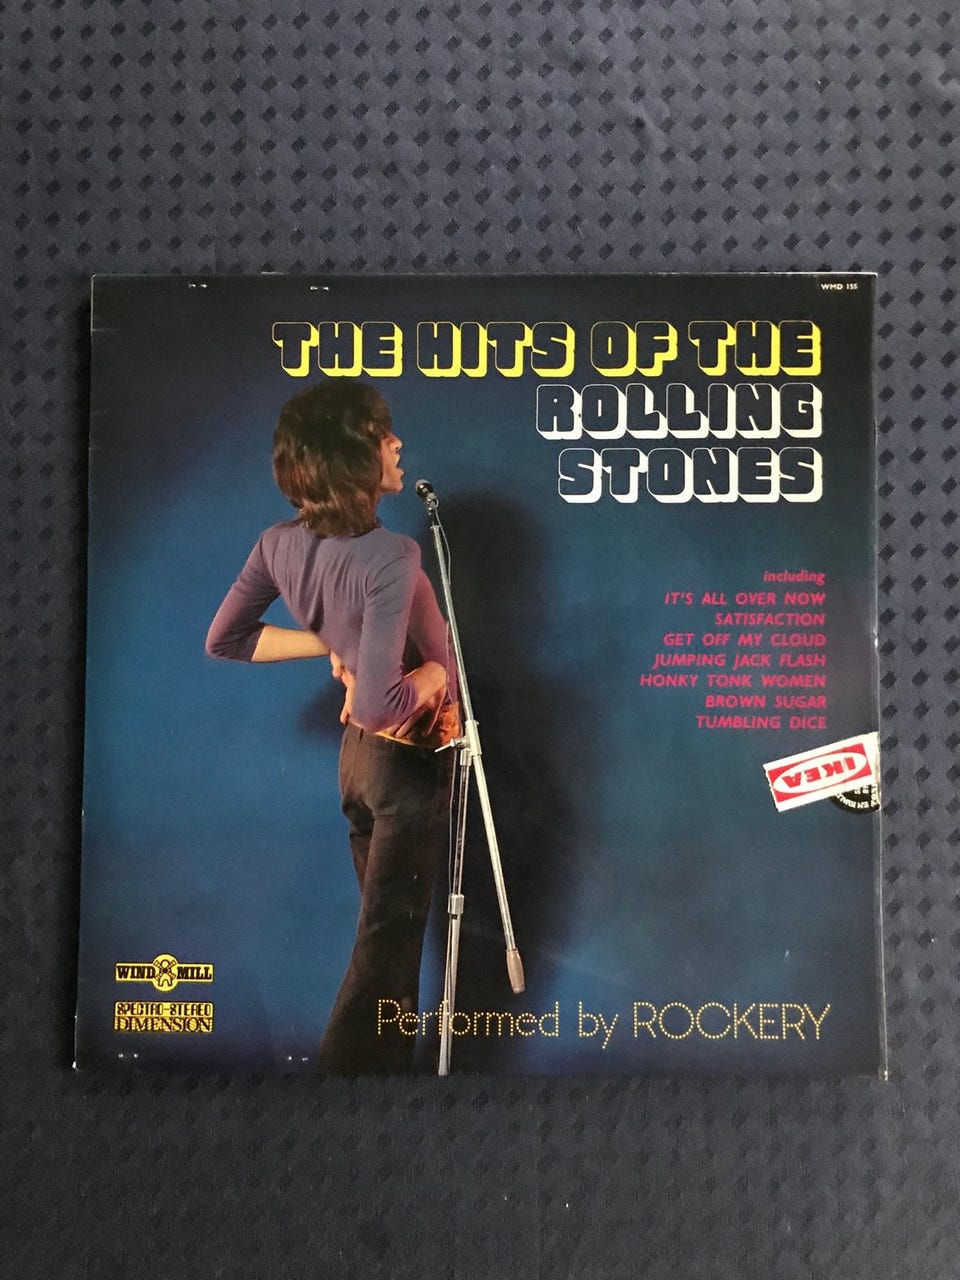 WMD 155
THE HITS OF THE
ROLLING
STONES
including
IT'S ALL OVER NOW
SATISFACTION
GET OFF MY CLOUD
JUMPING JACK FLASH
HONKY TONK WOMEN
BROWN SUGAR
TUMBLING DICE
IKEA
WIND MILL
SPECTRO-STEREO
DIMENSON
Performed by ROCKERY